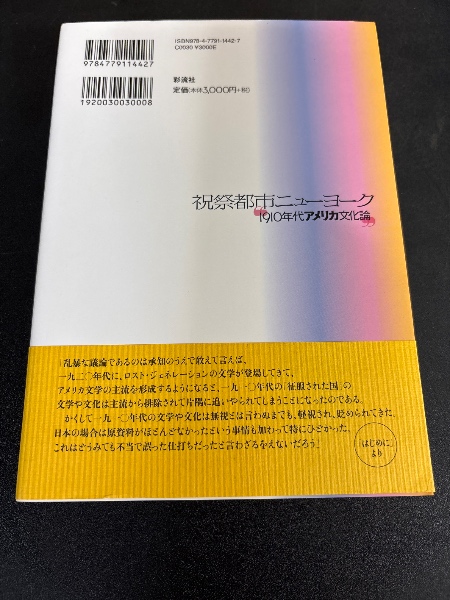 ISBN978-4-7791-1442-7
C0030 ¥3000E
9784779114427
彩流社
定価(本体3,000円+税)
1920030030008
祝祭都市ニューヨーク
1910年代アメリカ文化論
乱暴な議論であるのは承知のうえで敢えて言えば、
一九二〇年代に、ロスト・ジェネレーションの文学が登場してきて、
アメリカ文学の主流を形成するようになると、一九一〇年代の「征服された国」の
文学や文化は主流から排除されて片隅に追いやられてしまうことになったのである。
かくして一九一〇年代の文学や文化は無視とは言わぬまでも、軽視され、貶められてきた。
日本の場合は原資料がほとんどなかったという事情も加わって特にひどかった。
これはどうみても不当で誤った仕打ちだったと言わざるをえないだろう!
「はじめに」
より